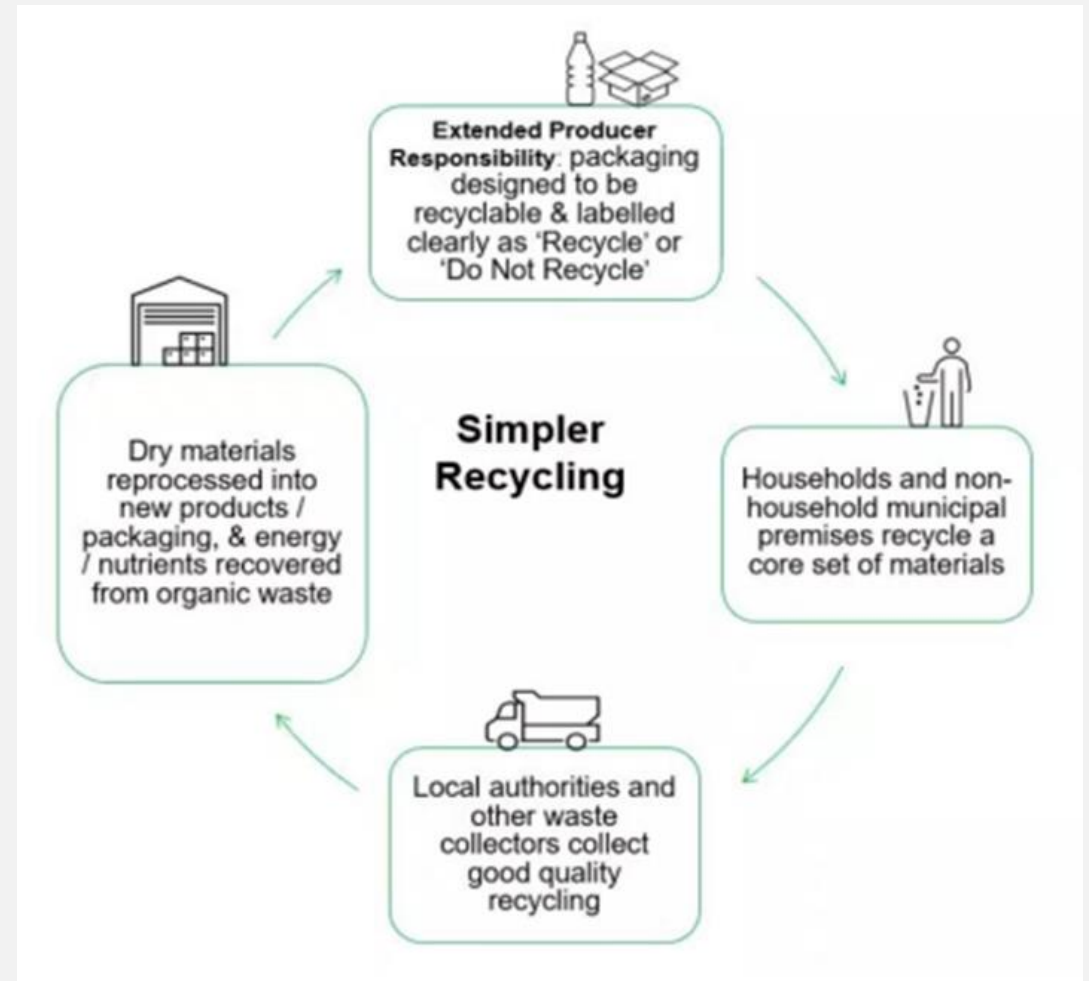 Extended Producer
Responsibility: packaging
designed to be
recyclable & labelled
clearly as ‘Recycle’ or
‘Do Not Recycle’
Simpler
Recycling
Households and non-
household municipal
premises recycle a
core set of materials
Local authorities and
other waste
collectors collect
good quality
recycling
Dry materials
reprocessed into
new products /
packaging, & energy
/ nutrients recovered
from organic waste